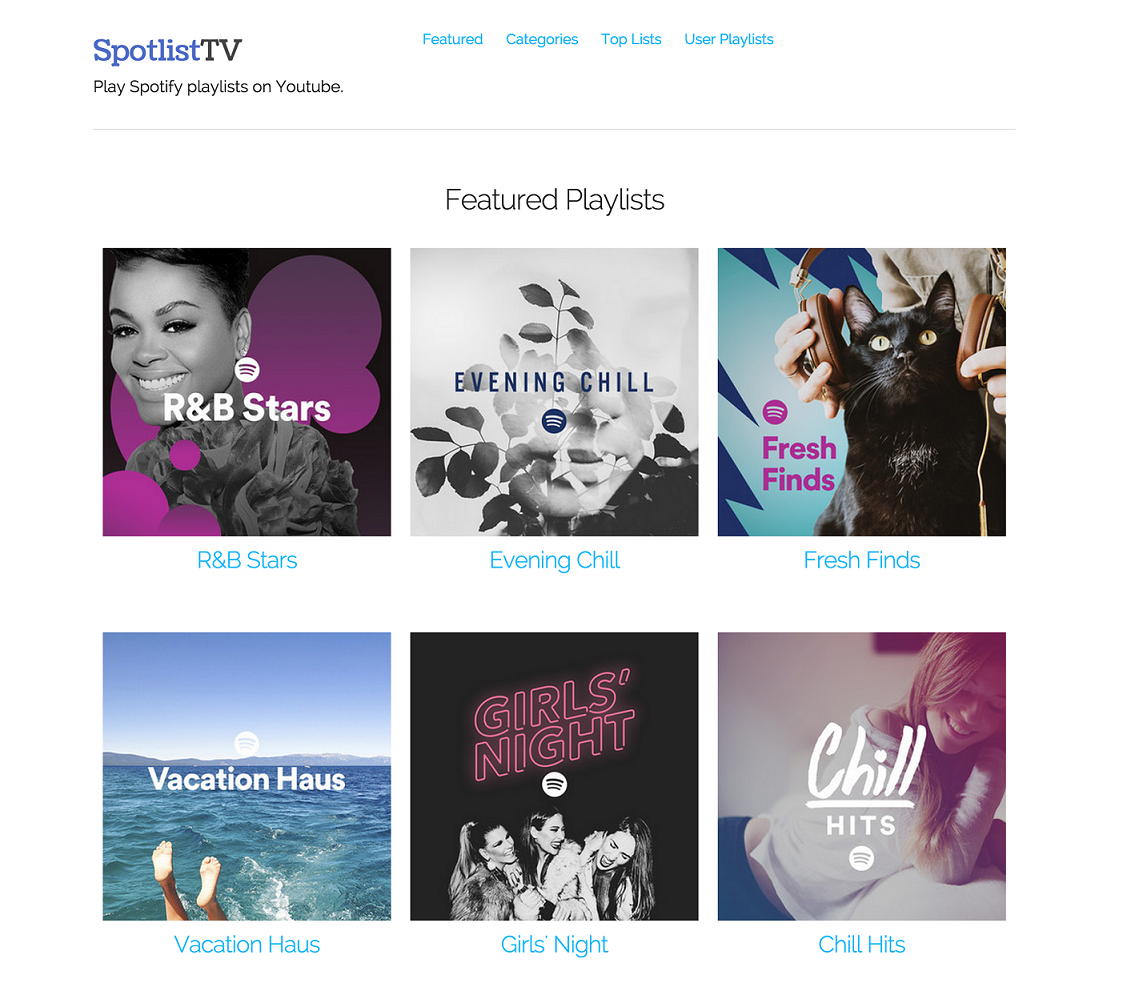 SpotlistTV
Featured Categories Top Lists User Playlists
Play Spotify playlists on Youtube.
Featured Playlists
R&B Stars
EVENING CHILL
Fresh
Finds
R&B Stars
Evening Chill
Fresh Finds
Vacation Haus
GIRLS'
NIGHT
Chill
HITS
Vacation Haus
Girls' Night
Chill Hits